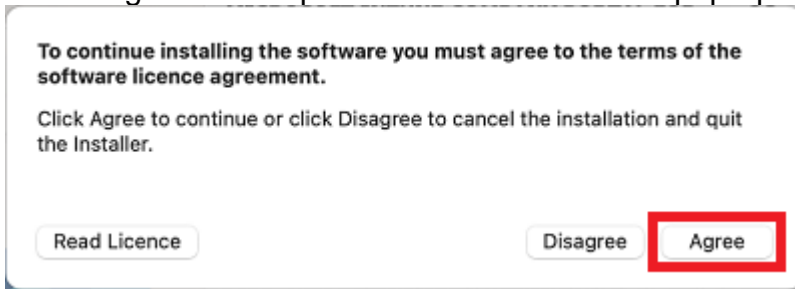 To continue installing the software you must agree to the terms of the
software licence agreement.
Click Agree to continue or click Disagree to cancel the installation and quit
the Installer.
Read Licence
Disagree
Agree